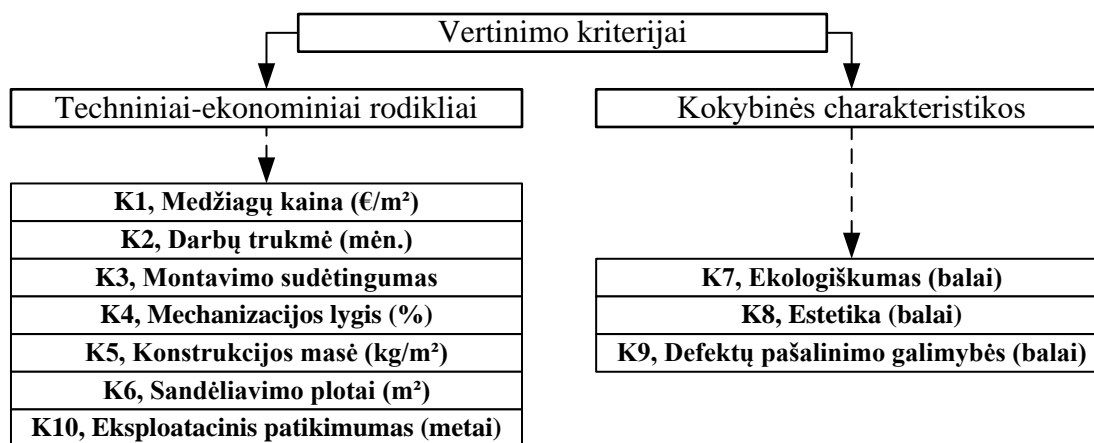 Vertinimo kriterijai
Techniniai-ekonominiai rodikliai
K1, Medžiagų kaina (€/m²)
K2, Darbų trukmė (mėn.)
K3, Montavimo sudėtingumas
K4, Mechanizacijos lygis (%)
K5, Konstrukcijos masė (kg/m²)
K6, Sandėliavimo plotai (m²)
K10, Eksploatacinis patikimumas (metai)
Kokybinės charakteristikos
K7, Ekologiškumas (balai)
K8, Estetika (balai)
K9, Defektų pašalinimo galimybės (balai)